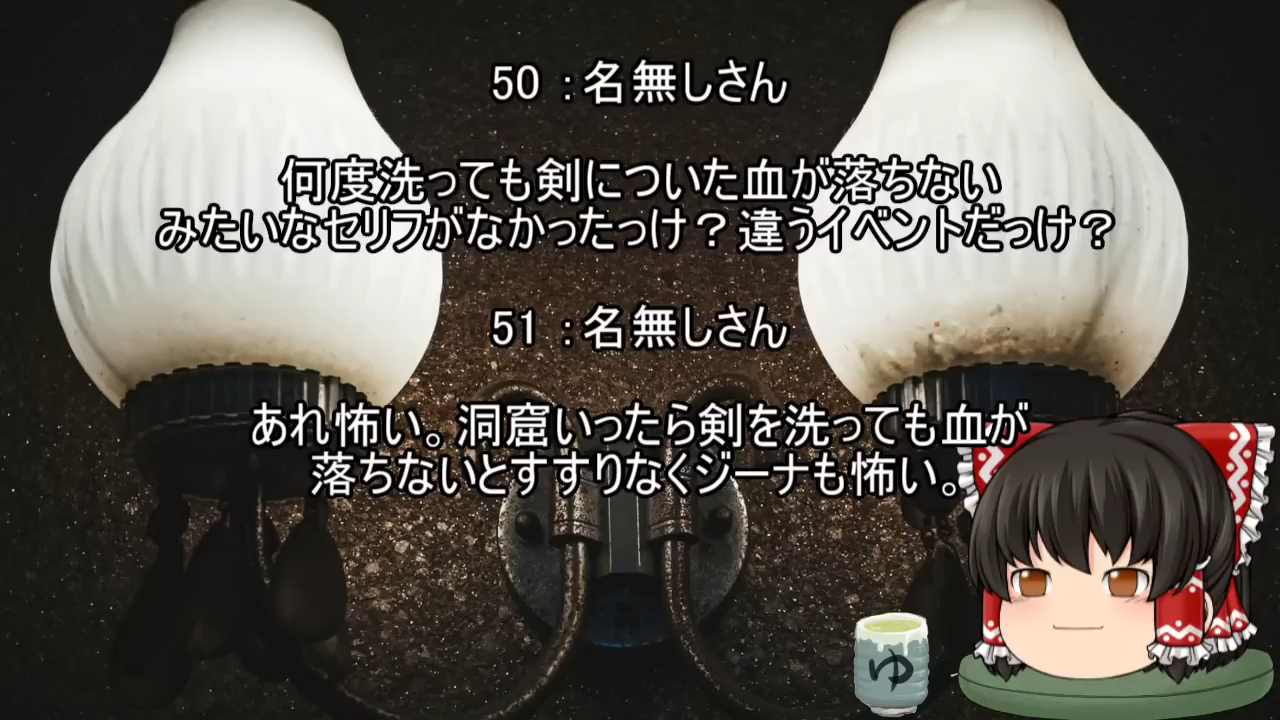 50 ：名無しさん
何度洗っても剣についた血が落ちない
みたいなセリフがなかったっけ？違うイベントだっけ？
51 ：名無しさん
あれ怖い。洞窟いったら剣を洗っても血が
落ちないとすすりなくジーナも怖い。
ゆ